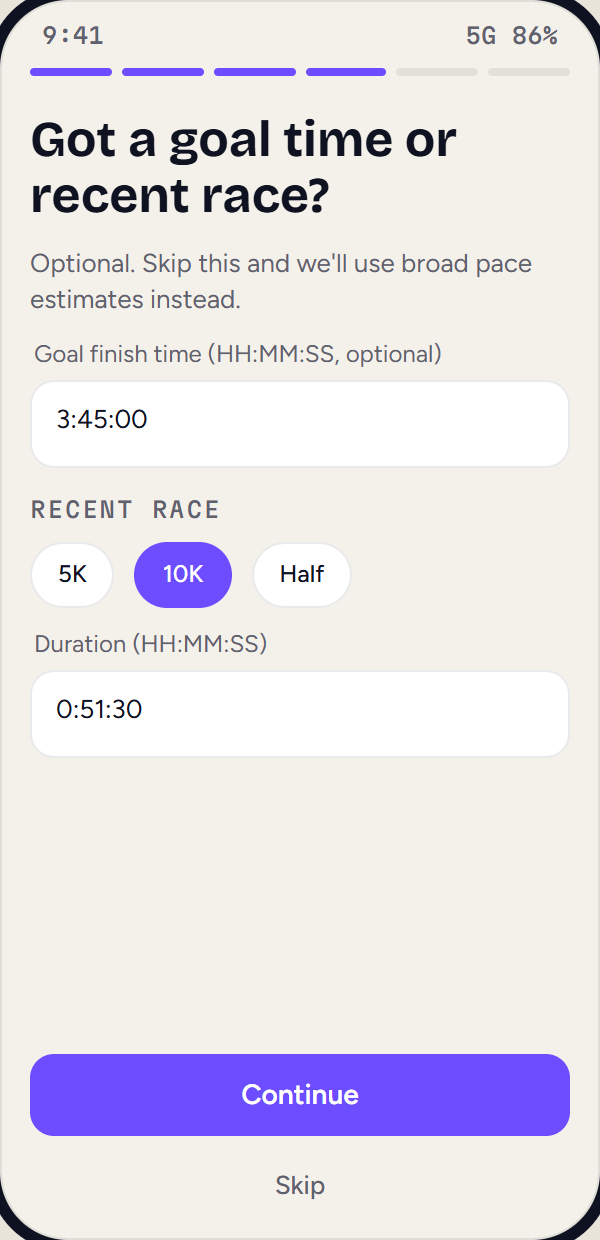 9:41
5G 86%
Got a goal time or
recent race?
Optional. Skip this and we'll use broad pace
estimates instead.
Goal finish time (HH:MM:SS, optional)
3:45:00
RECENT RACE
5K
10K
Half
Duration (HH:MM:SS)
0:51:30
Continue
Skip